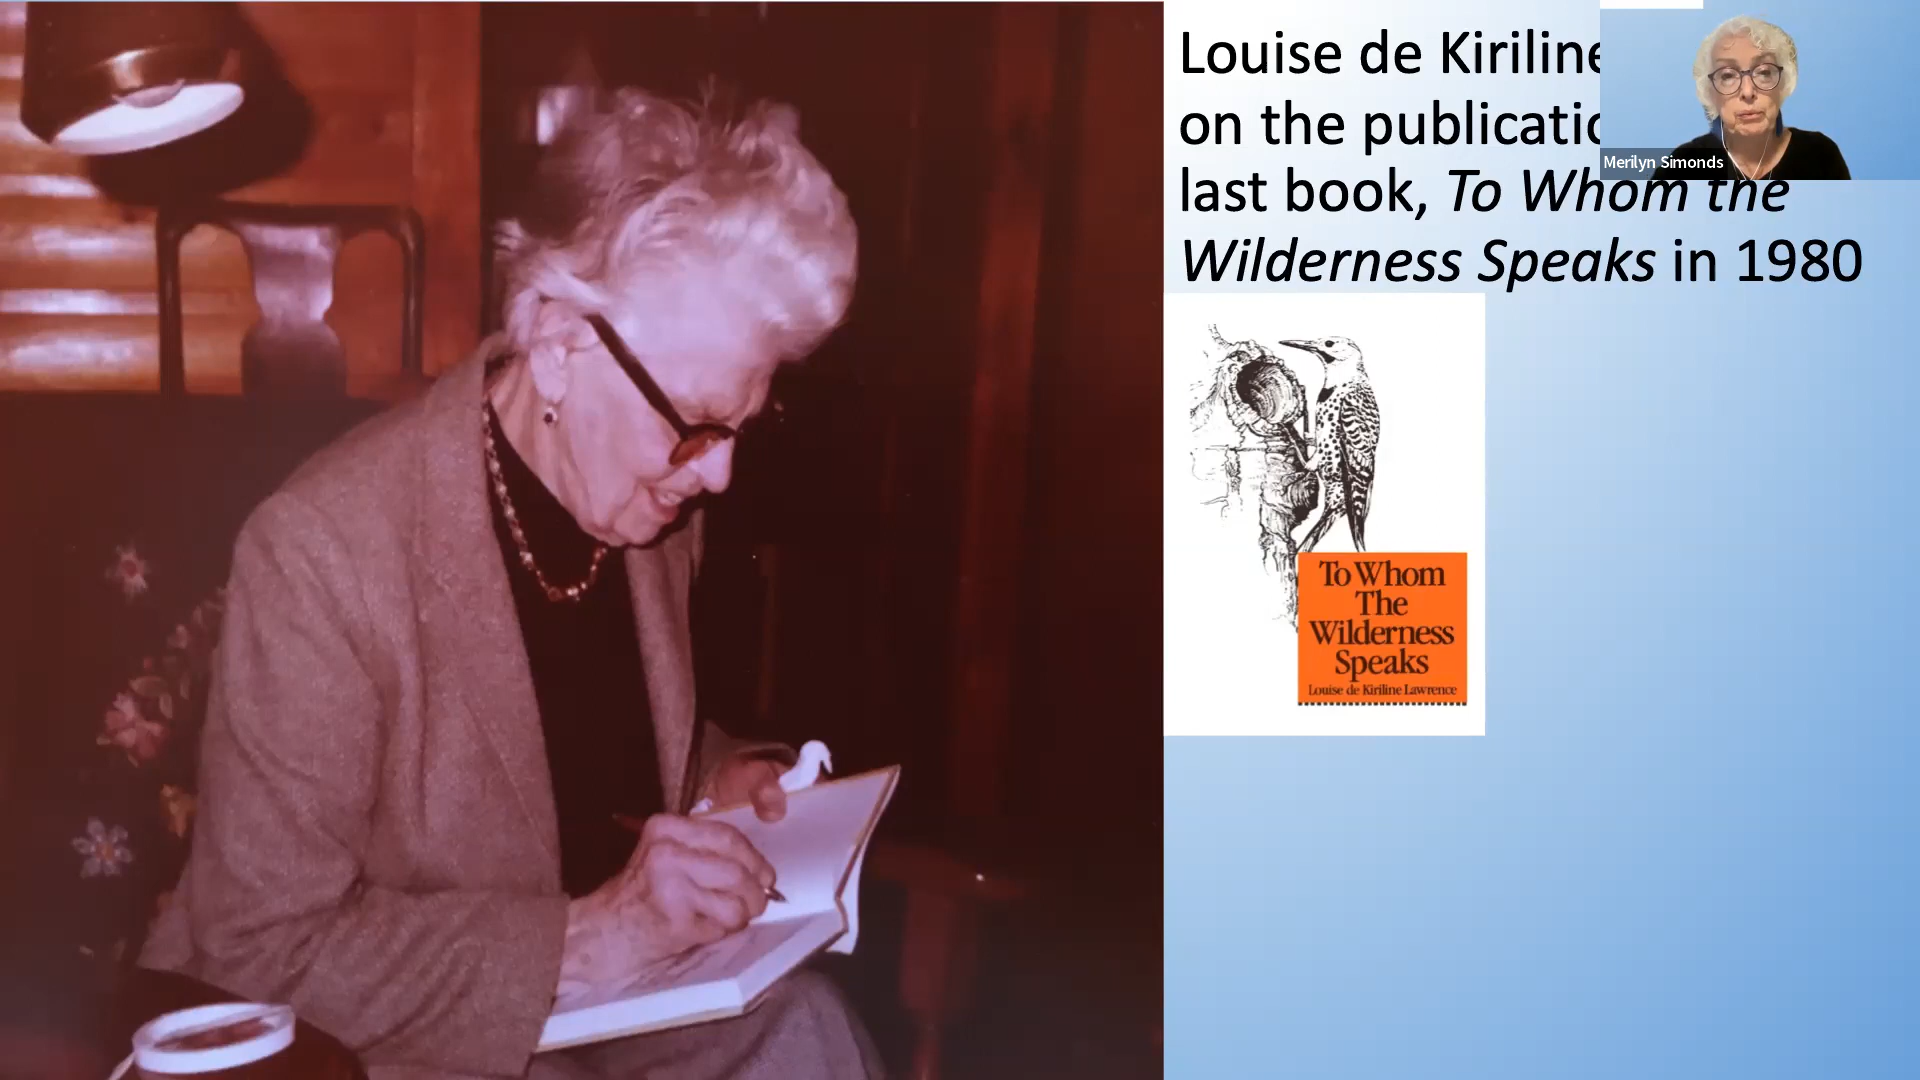 Louise de Kiriline
on the
last book, To Whom the
Wilderness Speaks in 1980
Merilyn Simonds
To Whom
The
Wilderness
Speaks
Louise de Kiriline Lawrence